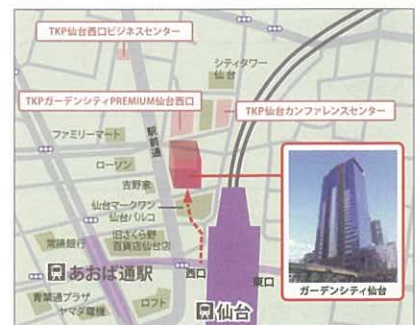 TKP仙台西口ビジネスセンター
シティタワー
仙台
TKPガーデンシティPREMIUM仙台西口
TKP仙台カンファレンスセンター
ファミリーマート
駅前通
ローソン
吉野家
仙台マークワン
仙台パルコ
旧さくら野
百貨店仙台店
常陽銀行
あおば通駅
西口
東口
ガーデンシティ仙台
青葉通プラザ
ヤマダ電機
ロフト
仙台